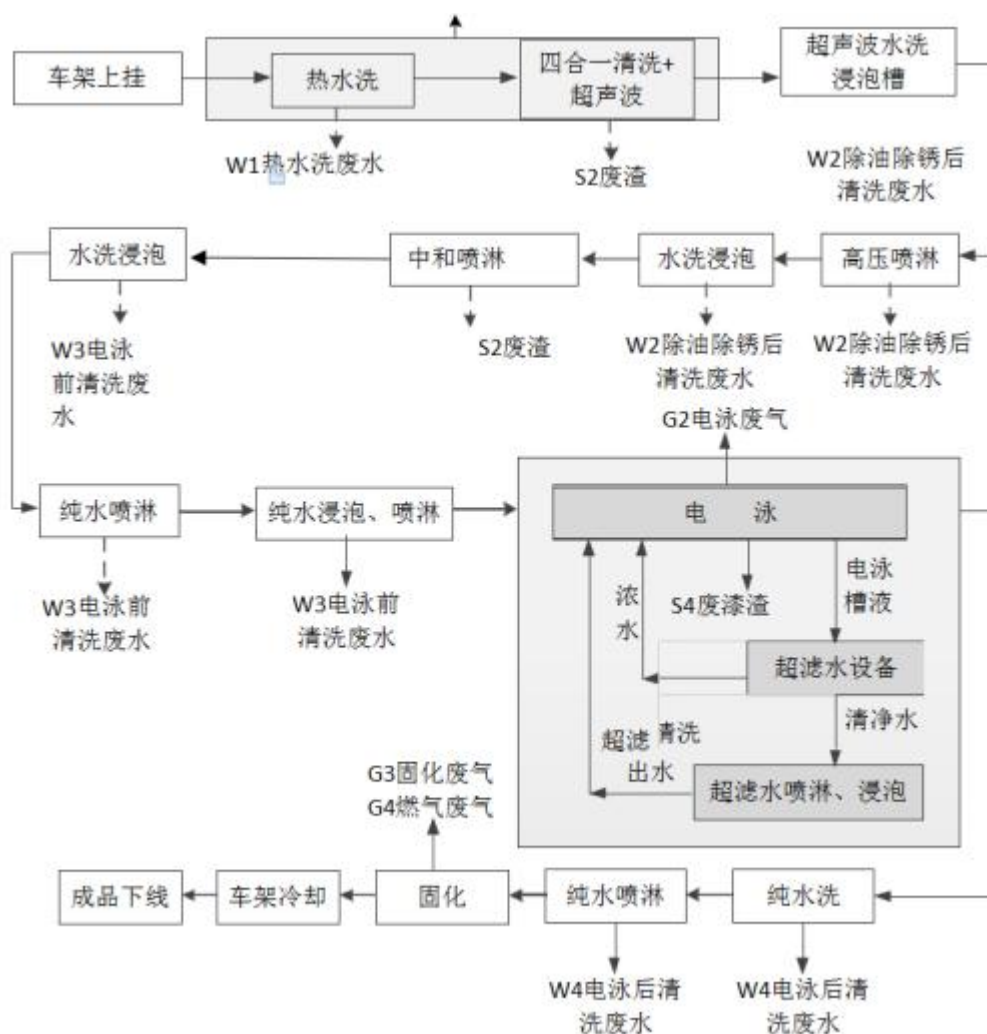 车架上挂
热水洗
四合一清洗+
超声波
超声波水洗
浸泡槽
W1热水洗废水
S2废渣
W2除油除锈后
清洗废水
水洗浸泡
中和喷淋
水洗浸泡
高压喷淋
W3电泳
前清洗废
水
S2废渣
W2除油除锈后
清洗废水
W2除油除锈后
清洗废水
G2电泳废气
纯水喷淋
纯水浸泡、喷淋
电 泳
W3电泳前
清洗废水
W3电泳前
清洗废水
浓
水
S4废漆渣
电泳
槽液
超滤水设备
清净水
超滤
清洗
出水
超滤水喷淋、浸泡
G3固化废气
G4燃气废气
成品下线
车架冷却
固化
纯水喷淋
纯水洗
W4电泳后清
洗废水
W4电泳后清
洗废水